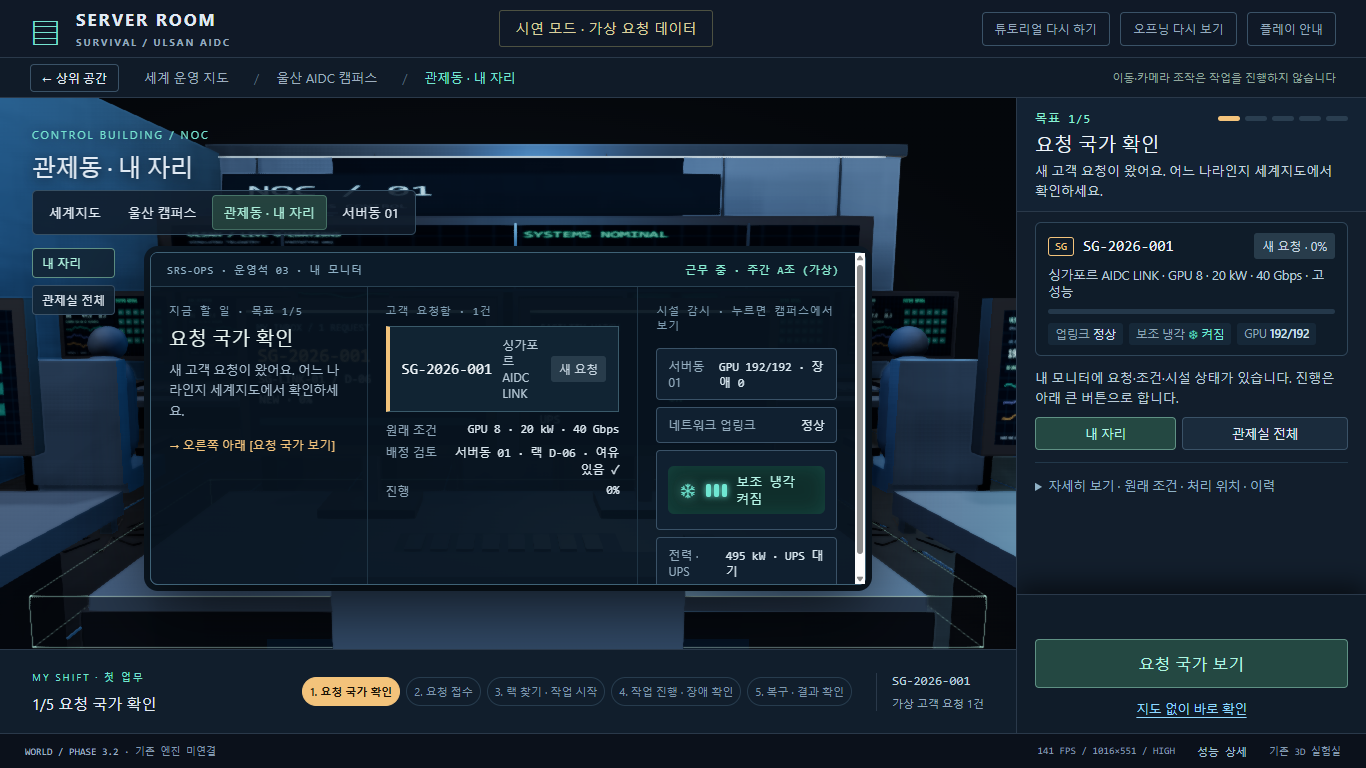 SERVER ROOM
SURVIVAL / ULSAN AIDC
시연 모드 · 가상 요청 데이터
튜토리얼 다시 하기
오프닝 다시 보기
플레이 안내
← 상위 공간
세계 운영 지도 / 울산 AIDC 캠퍼스 / 관제동 · 내 자리
이동·카메라 조작은 작업을 진행하지 않습니다
CONTROL BUILDING / NOC
관제동 · 내 자리
NOC / 01
세계지도
울산 캠퍼스
관제동 · 내 자리
서버동 01
SYSTEMS NOMINAL
내 자리
관제실 전체
SRS-OPS · 운영석 03 · 내 모니터
근무 중 · 주간 A조 (가상)
지금 할 일 · 목표 1/5
요청 국가 확인
새 고객 요청이 왔어요. 어느 나
라인지 세계지도에서 확인하세
요.
→ 오른쪽 아래 [요청 국가 보기]
고객 요청함 · 1건
SG-2026-001
싱가포
르
AIDC
LINK
새 요청
원래 조건
GPU 8 · 20 kW · 40 Gbps
배정 검토
서버동 01 · 랙 D-06 · 여유
있음 ✓
진행
0%
시설 감시 · 누르면 캠퍼스에서
보기
서버동
01
GPU 192/192 · 장
애 0
네트워크 업링크
정상
보조 냉각
켜짐
전력 ·
UPS
495 kW · UPS 대
기
목표 1/5
요청 국가 확인
새 고객 요청이 왔어요. 어느 나라인지 세계지도에서
확인하세요.
SG
SG-2026-001
새 요청 · 0%
싱가포르 AIDC LINK · GPU 8 · 20 kW · 40 Gbps · 고
성능
업링크 정상
보조 냉각 ❄ 켜짐
GPU 192/192
내 모니터에 요청·조건·시설 상태가 있습니다. 진행은
아래 큰 버튼으로 합니다.
내 자리
관제실 전체
▶ 자세히 보기 · 원래 조건 · 처리 위치 · 이력
요청 국가 보기
지도 없이 바로 확인
MY SHIFT · 첫 업무
1/5 요청 국가 확인
1. 요청 국가 확인
2. 요청 접수
3. 랙 찾기 · 작업 시작
4. 작업 진행 · 장애 확인
5. 복구 · 결과 확인
SG-2026-001
가상 고객 요청 1건
WORLD / PHASE 3.2 · 기존 엔진 미연결
141 FPS / 1016×551 / HIGH
성능 상세
기존 3D 실험실